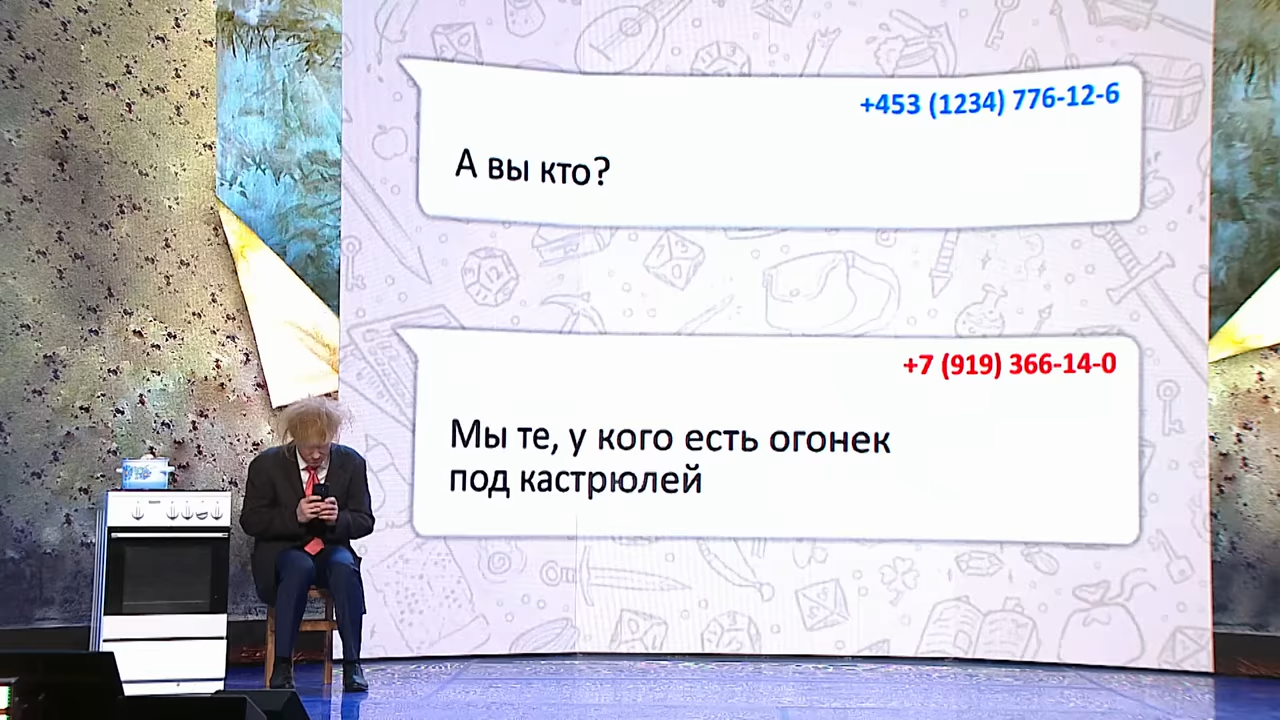 +453 (1234) 776-12-6
А вы кто?
+7 (919) 366-14-0
Мы те, у кого есть огонек
под кастрюлей